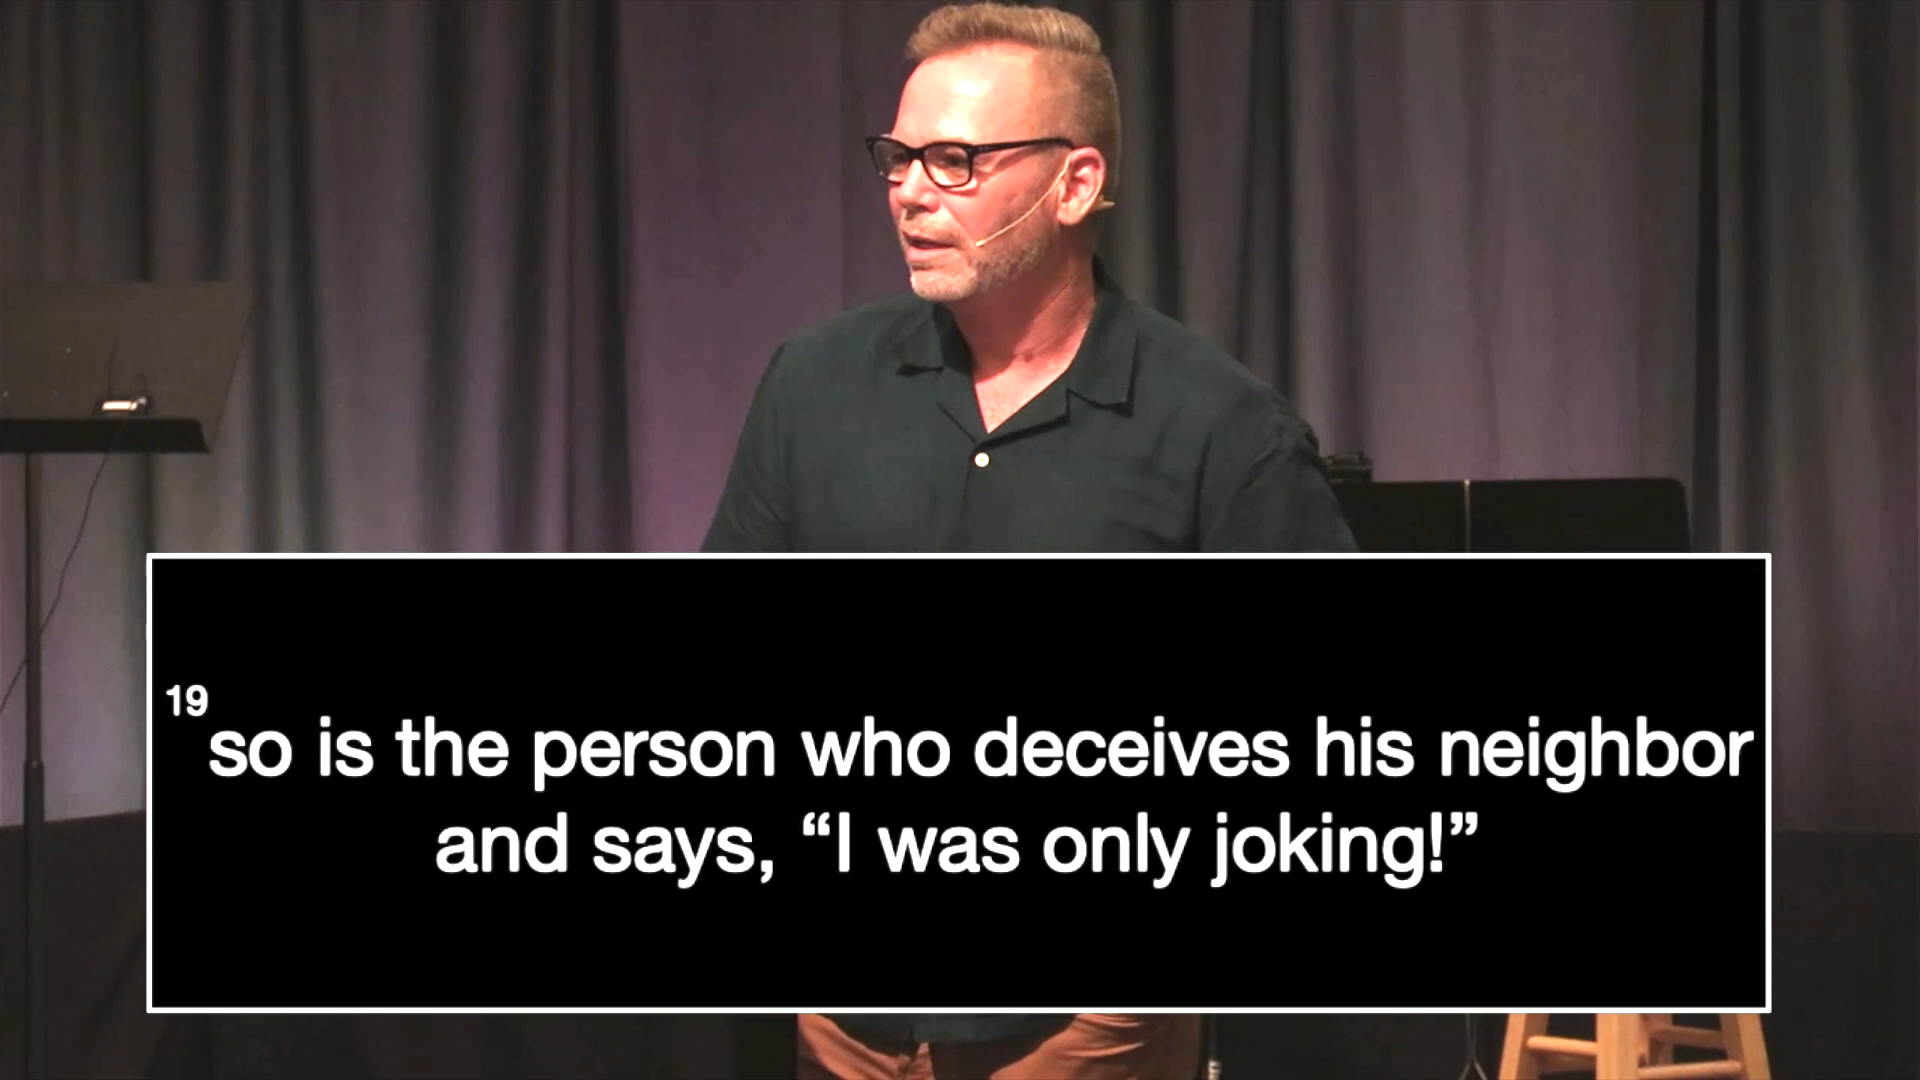 19 so is the person who deceives his neighbor
and says, “I was only joking!”